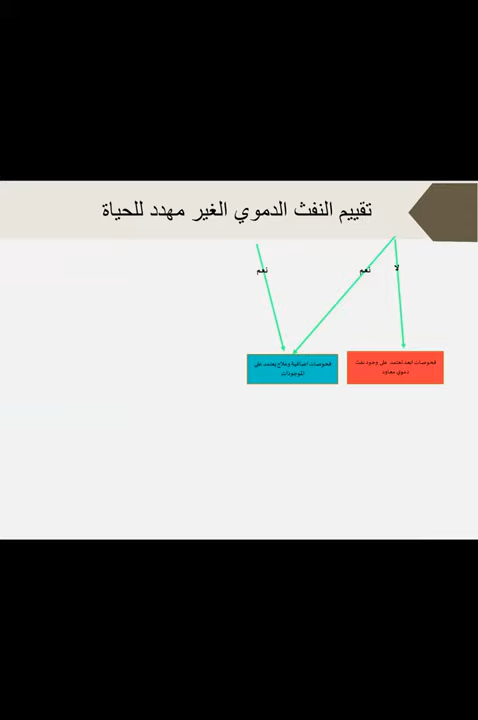 تقييم النفث الدموي الغير مهدد للحياة
لا
نعم
نعم
فحوصات ابعد تعتمد على وجود نفث
دموي معاود
فحوصات اضافية وعلاج يعتمد على
الموجودات